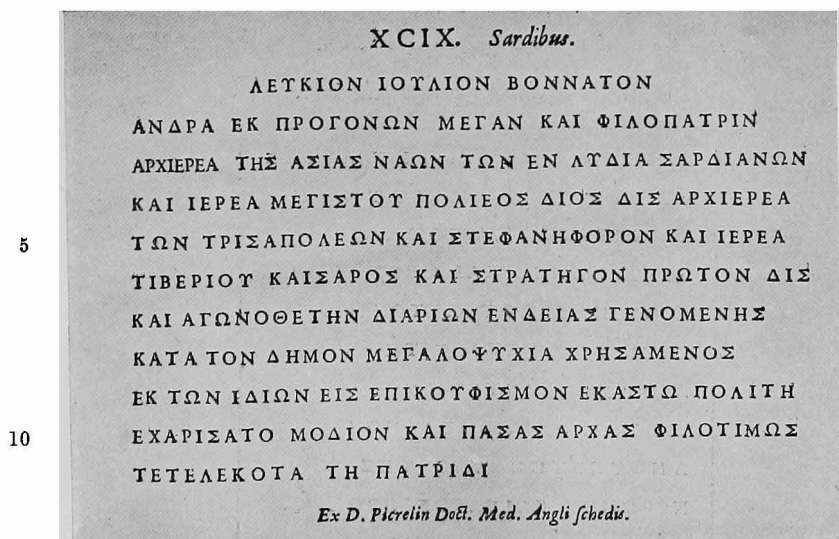 XCIX. Sardibus.
ΛΕΥΚΙΟΝ ΙΟΥΛΙΟΝ ΒΟΝΝΑΤΟΝ
ΑΝΔΡΑ ΕΚ ΠΡΟΓΟΝΩΝ ΜΕΓΑΝ ΚΑΙ ΦΙΛΟΠΑΤΡΙΝ
ΑΡΧΙΕΡΕΑ ΤΗΣ ΑΣΙΑΣ ΝΑΩΝ ΤΩΝ ΕΝ ΛΥΔΙΑ ΣΑΡΔΙΑΝΩΝ
ΚΑΙ ΙΕΡΕΑ ΜΕΓΙΣΤΟΥ ΠΟΛΙΕΟΣ ΔΙΟΣ ΔΙΣ ΑΡΧΙΕΡΕΑ
5 ΤΩΝ ΤΡΙΣΑΠΟΛΕΩΝ ΚΑΙ ΣΤΕΦΑΝΗΦΟΡΟΝ ΚΑΙ ΙΕΡΕΑ
ΤΙΒΕΡΙΟΥ ΚΑΙΣΑΡΟΣ ΚΑΙ ΣΤΡΑΤΗΓΟΝ ΠΡΩΤΟΝ ΔΙΣ
ΚΑΙ ΑΓΩΝΟΘΕΤΗΝ ΔΙΑΡΙΩΝ ΕΝΔΕΙΑΣ ΓΕΝΟΜΕΝΗΣ
ΚΑΤΑ ΤΟΝ ΔΗΜΟΝ ΜΕΓΑΛΟΨΥΧΙΑ ΧΡΗΣΑΜΕΝΟΣ
ΕΚ ΤΩΝ ΙΔΙΩΝ ΕΙΣ ΕΠΙΚΟΥΦΙΣΜΟΝ ΕΚΑΣΤΩ ΠΟΛΙΤΗ
10 ΕΧΑΡΙΣΑΤΟ ΜΟΔΙΟΝ ΚΑΙ ΠΑΣΑΣ ΑΡΧΑΣ ΦΙΛΟΤΙΜΩΣ
ΤΕΤΕΛΕΚΟΤΑ ΤΗ ΠΑΤΡΙΔΙ
Ex D. Picrelin Doct. Med. Angli ſchedis.